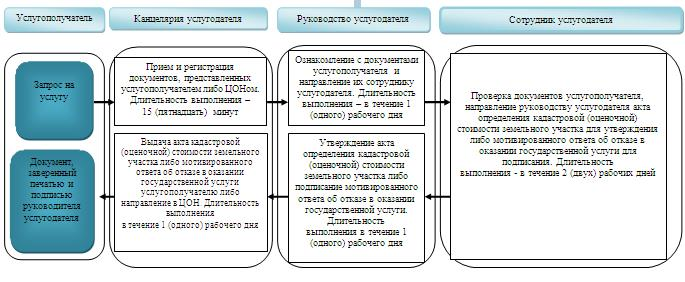 Услугополучатель
Канцелярия услугодателя
Руководство услугодателя
Сотрудник услугодателя
Запрос на
услугу
Документ,
заверенный
печатью и
подписью
руководителя
услугодателя
Прием и регистрация
документов, представленных
услугополучателем либо ЦОНом.
Длительность выполнения –
15 (пятнадцать) минут
Выдача акта кадастровой
(оценочной) стоимости земельного
участка либо мотивированного
ответа об отказе в оказании
государственной услуги
услугополучателю либо
направление в ЦОН. Длительность
выполнения
в течение 1 (одного) рабочего дня
Ознакомление с документами
услугополучателя и
направление их сотруднику
услугодателя. Длительность
выполнения – в течение 1
(одного) рабочего дня
Утверждение акта
определения кадастровой
(оценочной) стоимости
земельного участка либо
подписание мотивированного
ответа об отказе в оказании
государственной услуги.
Длительность
выполнения в течение 1
(одного) рабочего дня
Проверка документов услугополучателя,
направление руководству услугодателя акта
определения кадастровой (оценочной)
стоимости земельного участка для утверждения
либо мотивированного ответа об отказе в
оказании государственной услуги для
подписания. Длительность
выполнения - в течение 2 (двух) рабочих дней